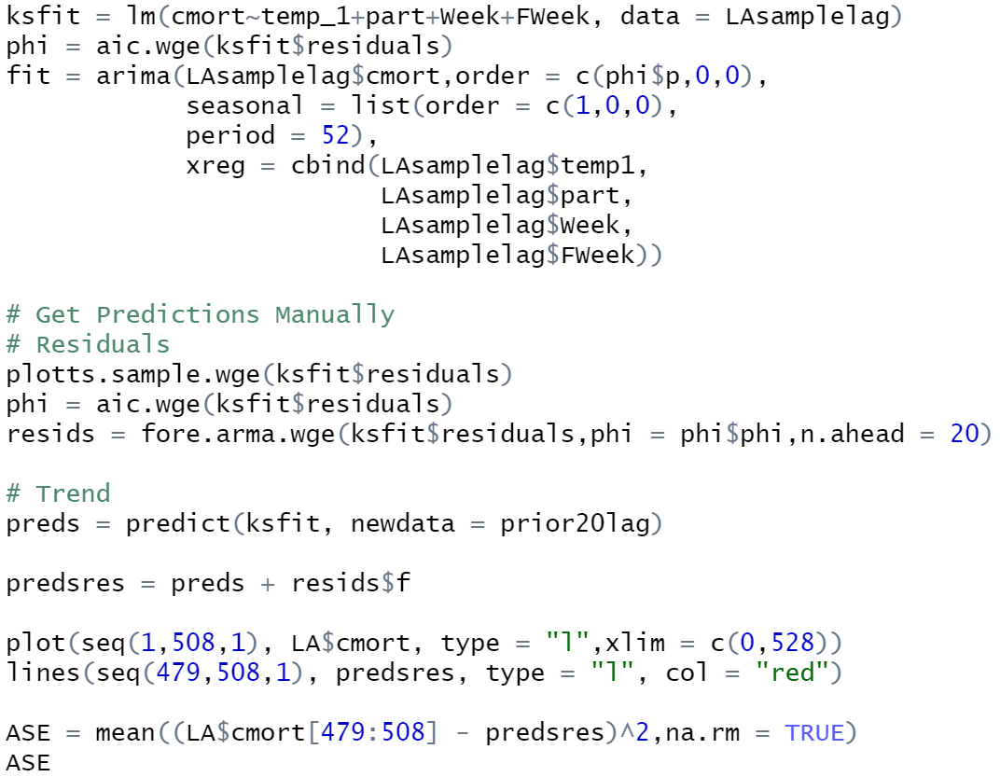 ksfit = lm(cmort~temp_1+part+Week+FWeek, data = LAsamplelag)
phi = aic.wge(ksfit$residuals)
fit = arima(LAsamplelag$cmort,order = c(phi$p,0,0),
seasonal = list(order = c(1,0,0),
period = 52),
xreg = cbind(LAsamplelag$temp1,
LAsamplelag$part,
LAsamplelag$Week,
LAsamplelag$FWeek))
# Get Predictions Manually
# Residuals
plotts.sample.wge(ksfit$residuals)
phi = aic.wge(ksfit$residuals)
resids = fore.arma.wge(ksfit$residuals,phi = phi$phi,n.ahead = 20)
# Trend
preds = predict(ksfit, newdata = prior20lag)
predsres = preds + resids$f
plot(seq(1,508,1), LA$cmort, type = "l",xlim = c(0,528))
lines(seq(479,508,1), predsres, type = "l", col = "red")
ASE = mean((LA$cmort[479:508] - predsres)^2,na.rm = TRUE)
ASE